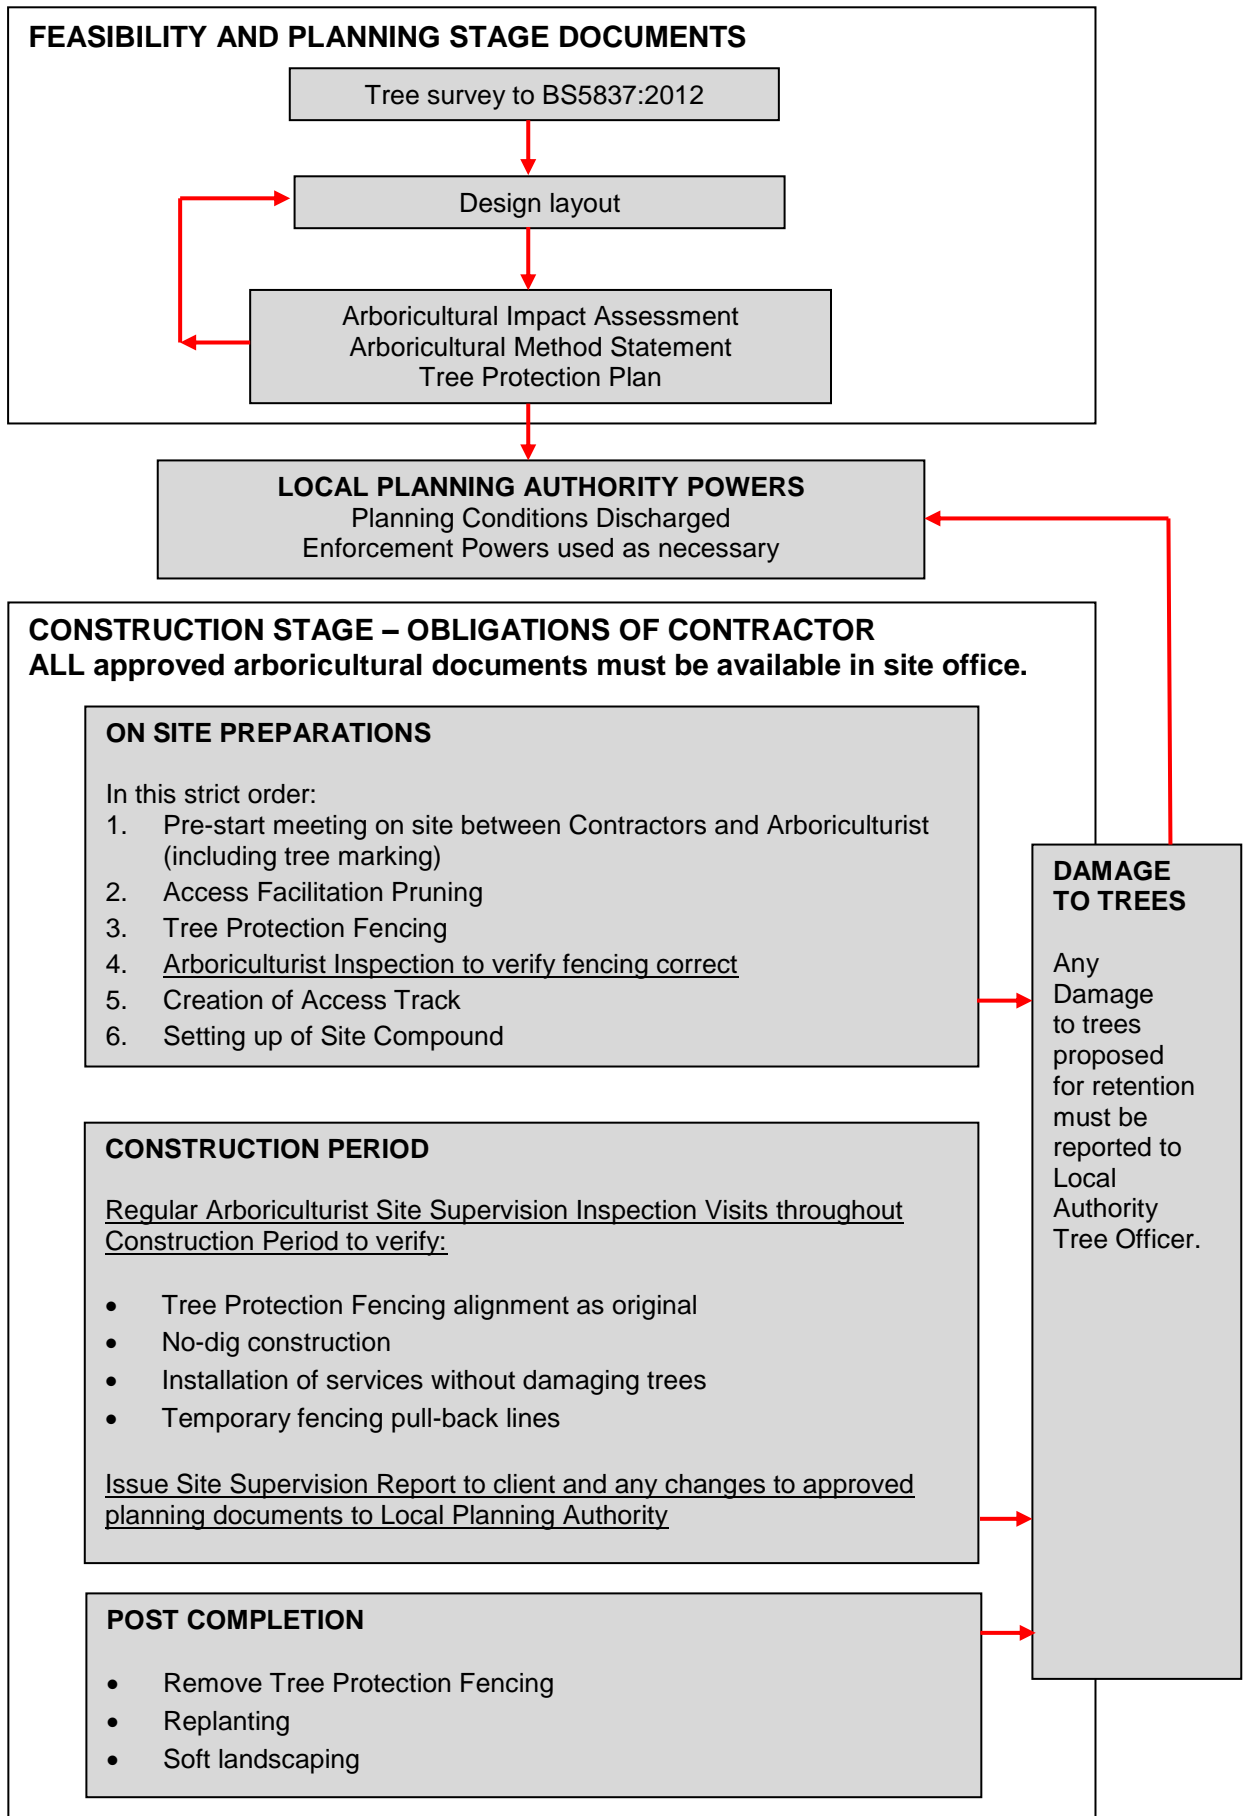 FEASIBILITY AND PLANNING STAGE DOCUMENTS
Tree survey to BS5837:2012
Design layout
Arboricultural Impact Assessment
Arboricultural Method Statement
Tree Protection Plan
LOCAL PLANNING AUTHORITY POWERS
Planning Conditions Discharged
Enforcement Powers used as necessary
CONSTRUCTION STAGE – OBLIGATIONS OF CONTRACTOR
ALL approved arboricultural documents must be available in site office.
ON SITE PREPARATIONS
In this strict order:
1. Pre-start meeting on site between Contractors and Arboriculturist
(including tree marking)
2. Access Facilitation Pruning
3. Tree Protection Fencing
4. Arboriculturist Inspection to verify fencing correct
5. Creation of Access Track
6. Setting up of Site Compound
CONSTRUCTION PERIOD
Regular Arboriculturist Site Supervision Inspection Visits throughout
Construction Period to verify:
• Tree Protection Fencing alignment as original
• No-dig construction
• Installation of services without damaging trees
• Temporary fencing pull-back lines
Issue Site Supervision Report to client and any changes to approved
planning documents to Local Planning Authority
POST COMPLETION
• Remove Tree Protection Fencing
• Replanting
• Soft landscaping
DAMAGE
TO TREES
Any
Damage
to trees
proposed
for retention
must be
reported to
Local
Authority
Tree Officer.